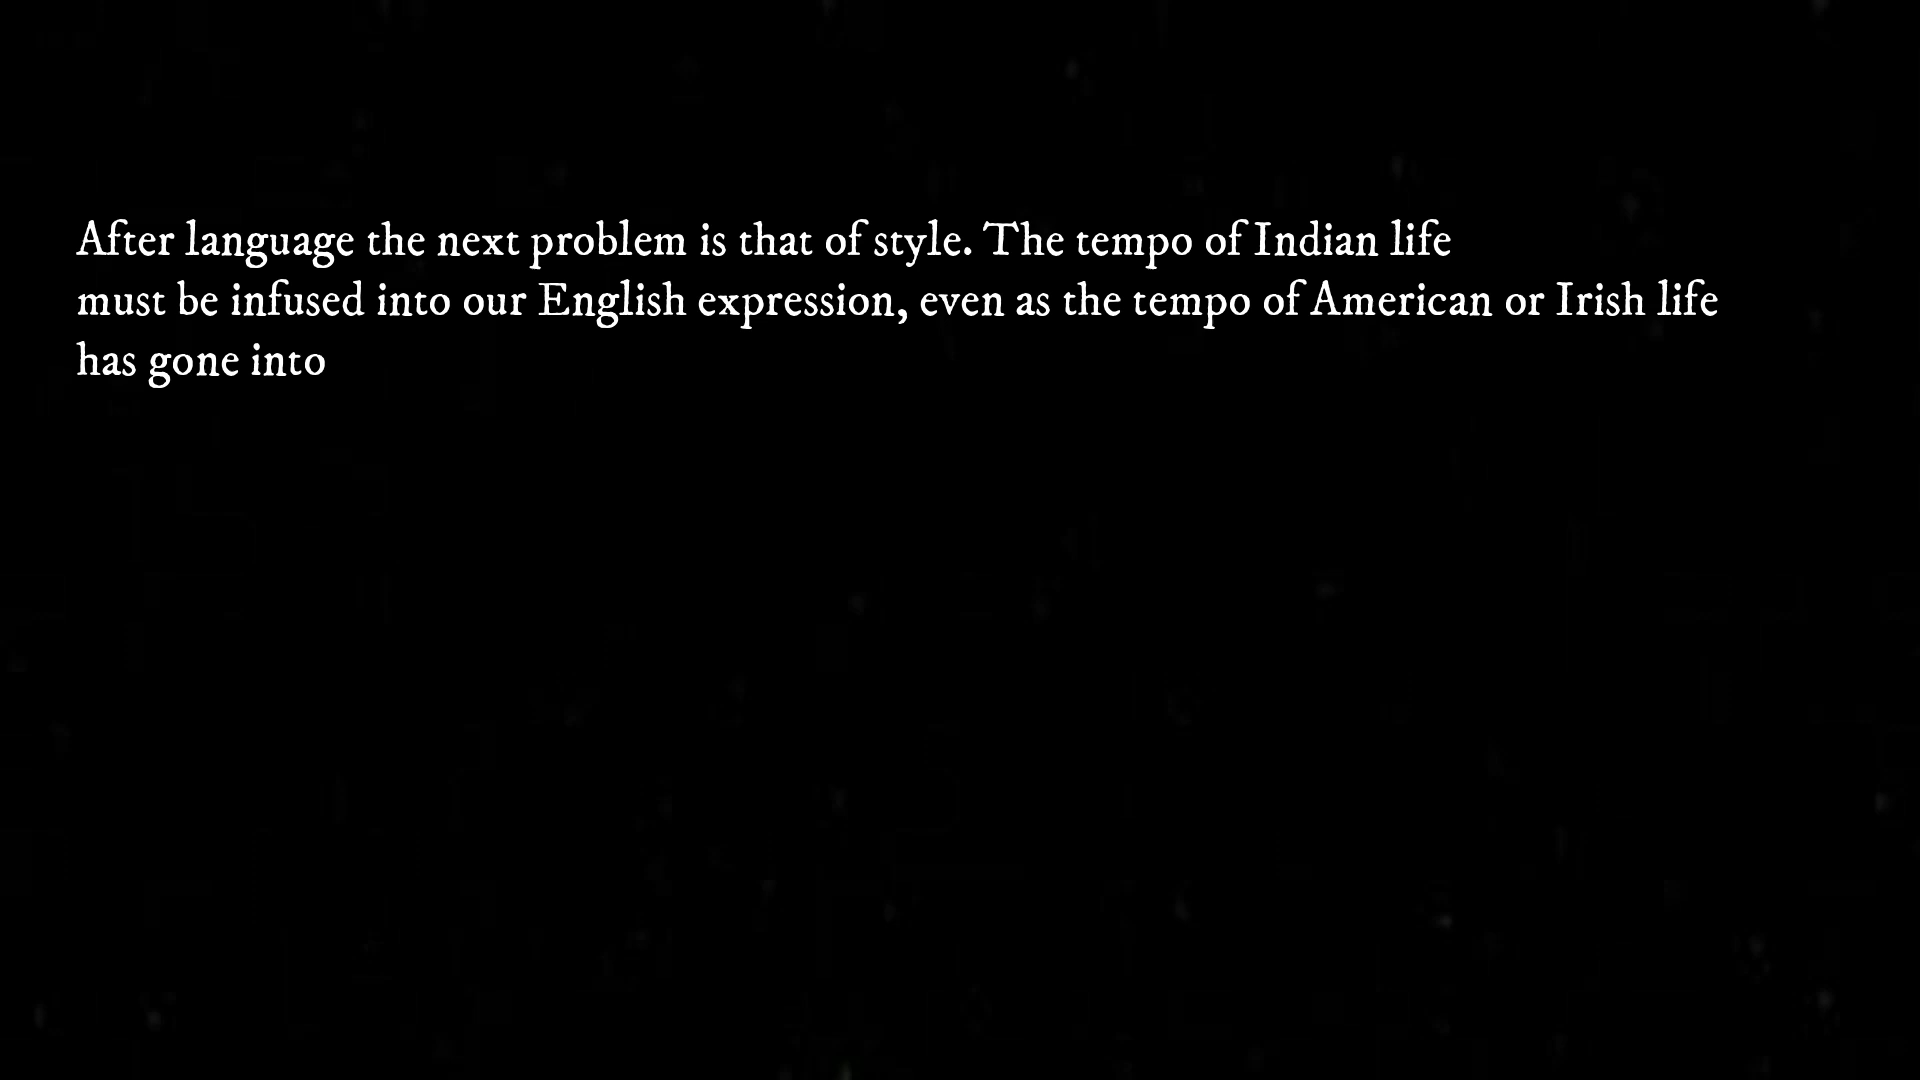 After language the next problem is that of style. The tempo of Indian life
must be infused into our English expression, even as the tempo of American or Irish life
has gone into